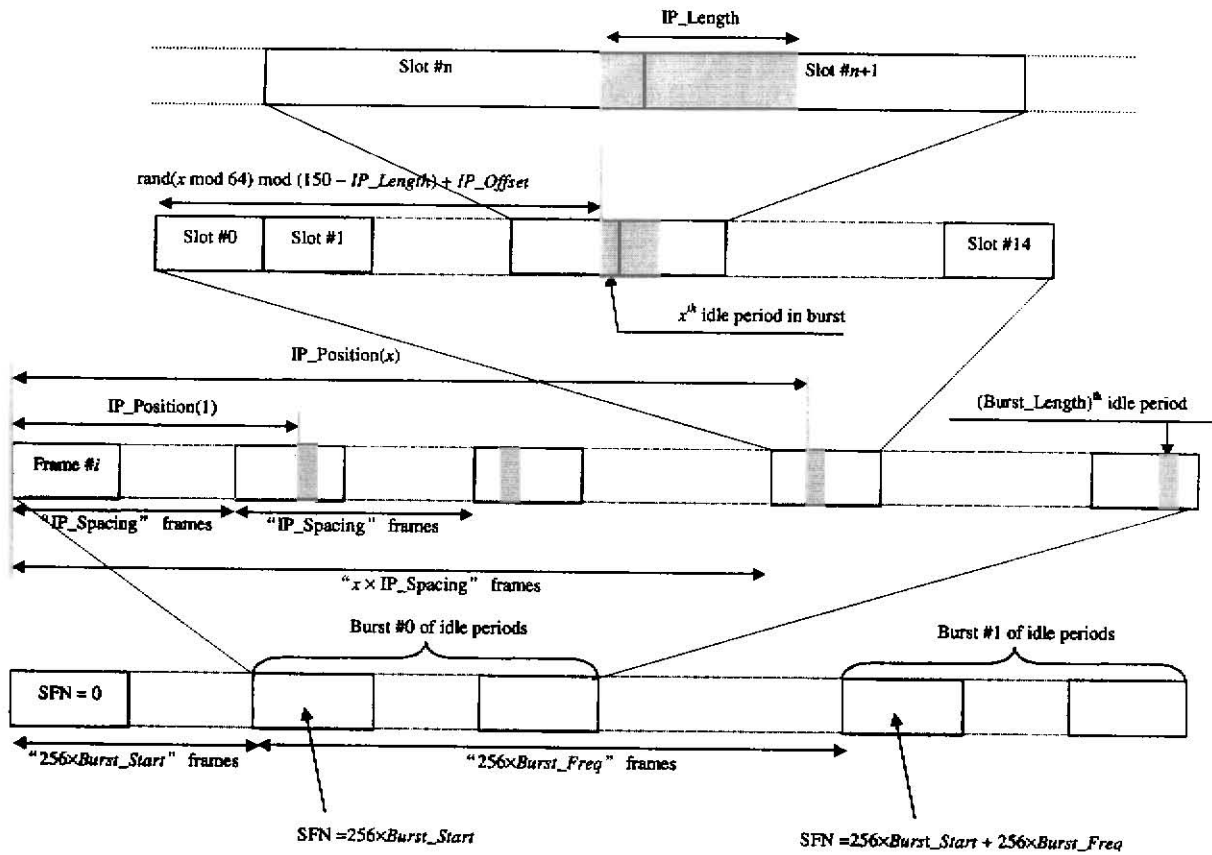 IP_Length
Slot #n
Slot #n+1
rand(x mod 64) mod (150 – IP_Length) + IP_Offset
Slot #0
Slot #1
Slot #14
xth idle period in burst
IP_Position(x)
IP_Position(1)
(Burst_Length)th idle period
Frame #i
"IP_Spacing" frames
"IP_Spacing" frames
"x × IP_Spacing" frames
Burst #0 of idle periods
Burst #1 of idle periods
SFN = 0
"256×Burst_Start" frames
"256×Burst_Freq" frames
SFN =256×Burst_Start
SFN =256×Burst_Start + 256×Burst_Freq